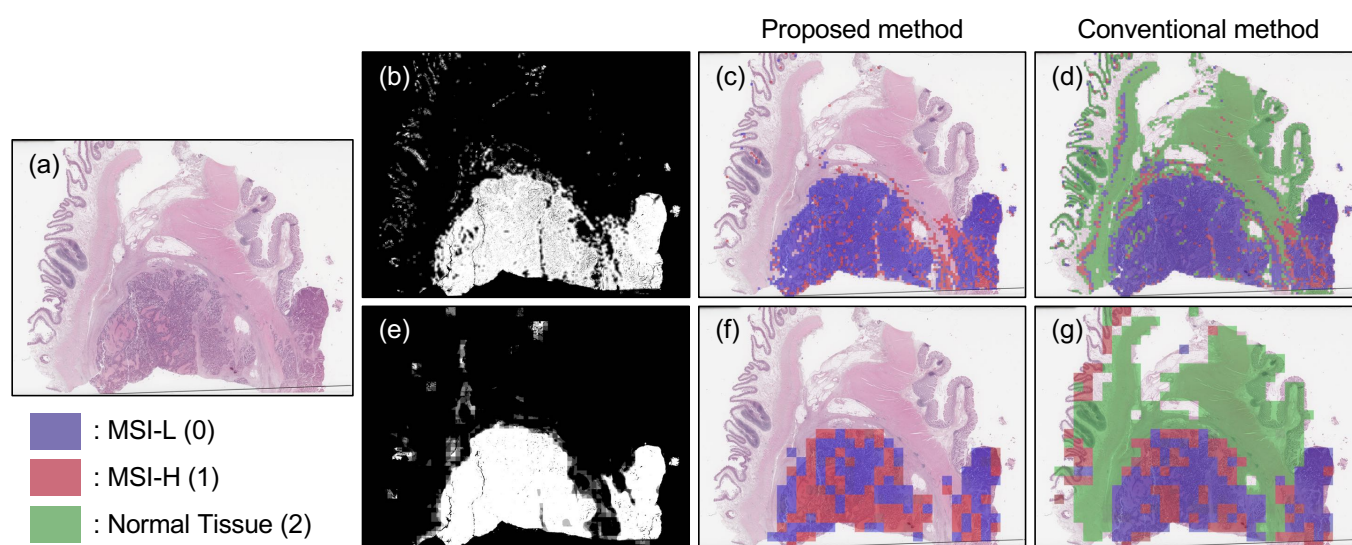 Proposed method
Conventional method
(a)
(b)
(c)
(d)
(e)
(f)
(g)
: MSI-L (0)
: MSI-H (1)
: Normal Tissue (2)